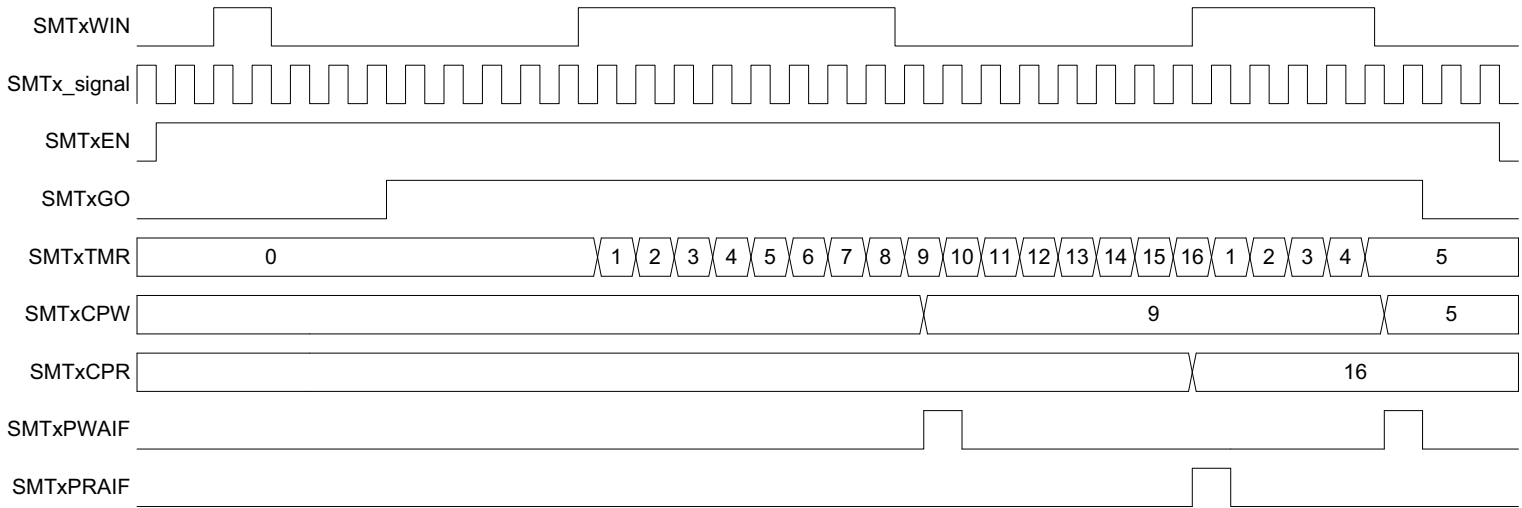 SMTxWIN
SMTx_signal
SMTxEN
SMTxGO
SMTxTMR 0 1 2 3 4 5 6 7 8 9 10 11 12 13 14 15 16 1 2 3 4 5
SMTxCPW 9 5
SMTxCPR 16
SMTxPWAIF
SMTxPRAIF